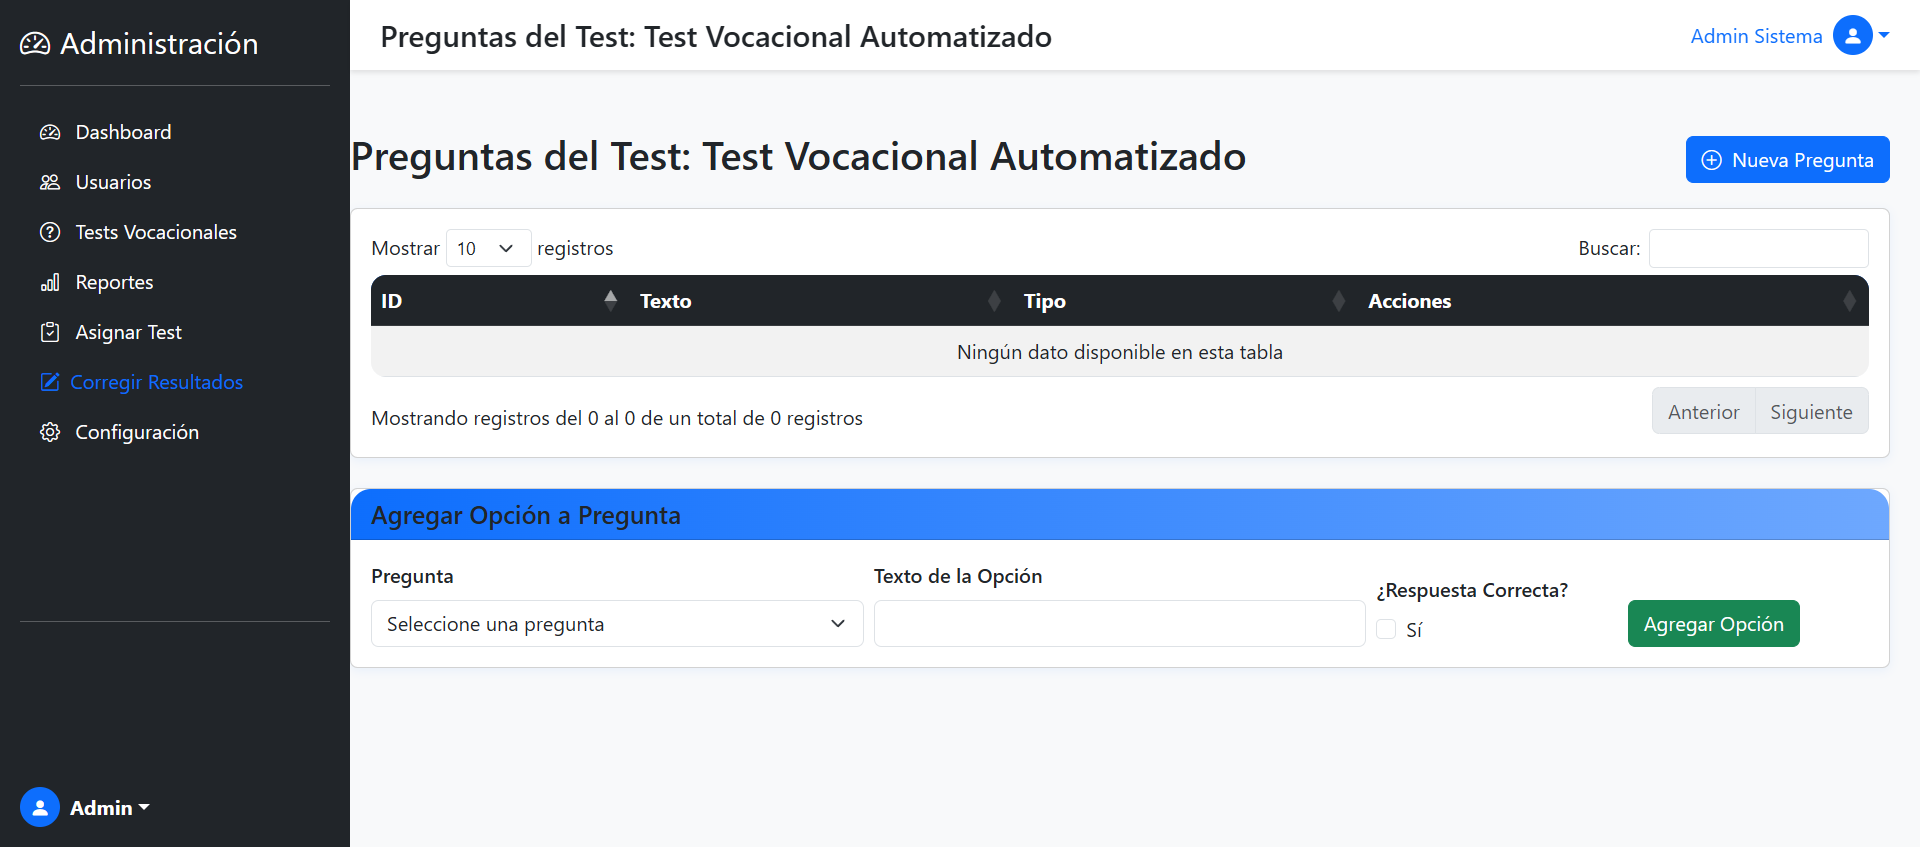 Administración
Dashboard
Usuarios
Tests Vocacionales
Reportes
Asignar Test
Corregir Resultados
Configuración
Admin
Preguntas del Test: Test Vocacional Automatizado
Admin Sistema
Preguntas del Test: Test Vocacional Automatizado
Nueva Pregunta
Mostrar 10 registros
Buscar:
ID Texto Tipo Acciones
Ningún dato disponible en esta tabla
Mostrando registros del 0 al 0 de un total de 0 registros
Anterior Siguiente
Agregar Opción a Pregunta
Pregunta
Seleccione una pregunta
Texto de la Opción
¿Respuesta Correcta?
Sí
Agregar Opción